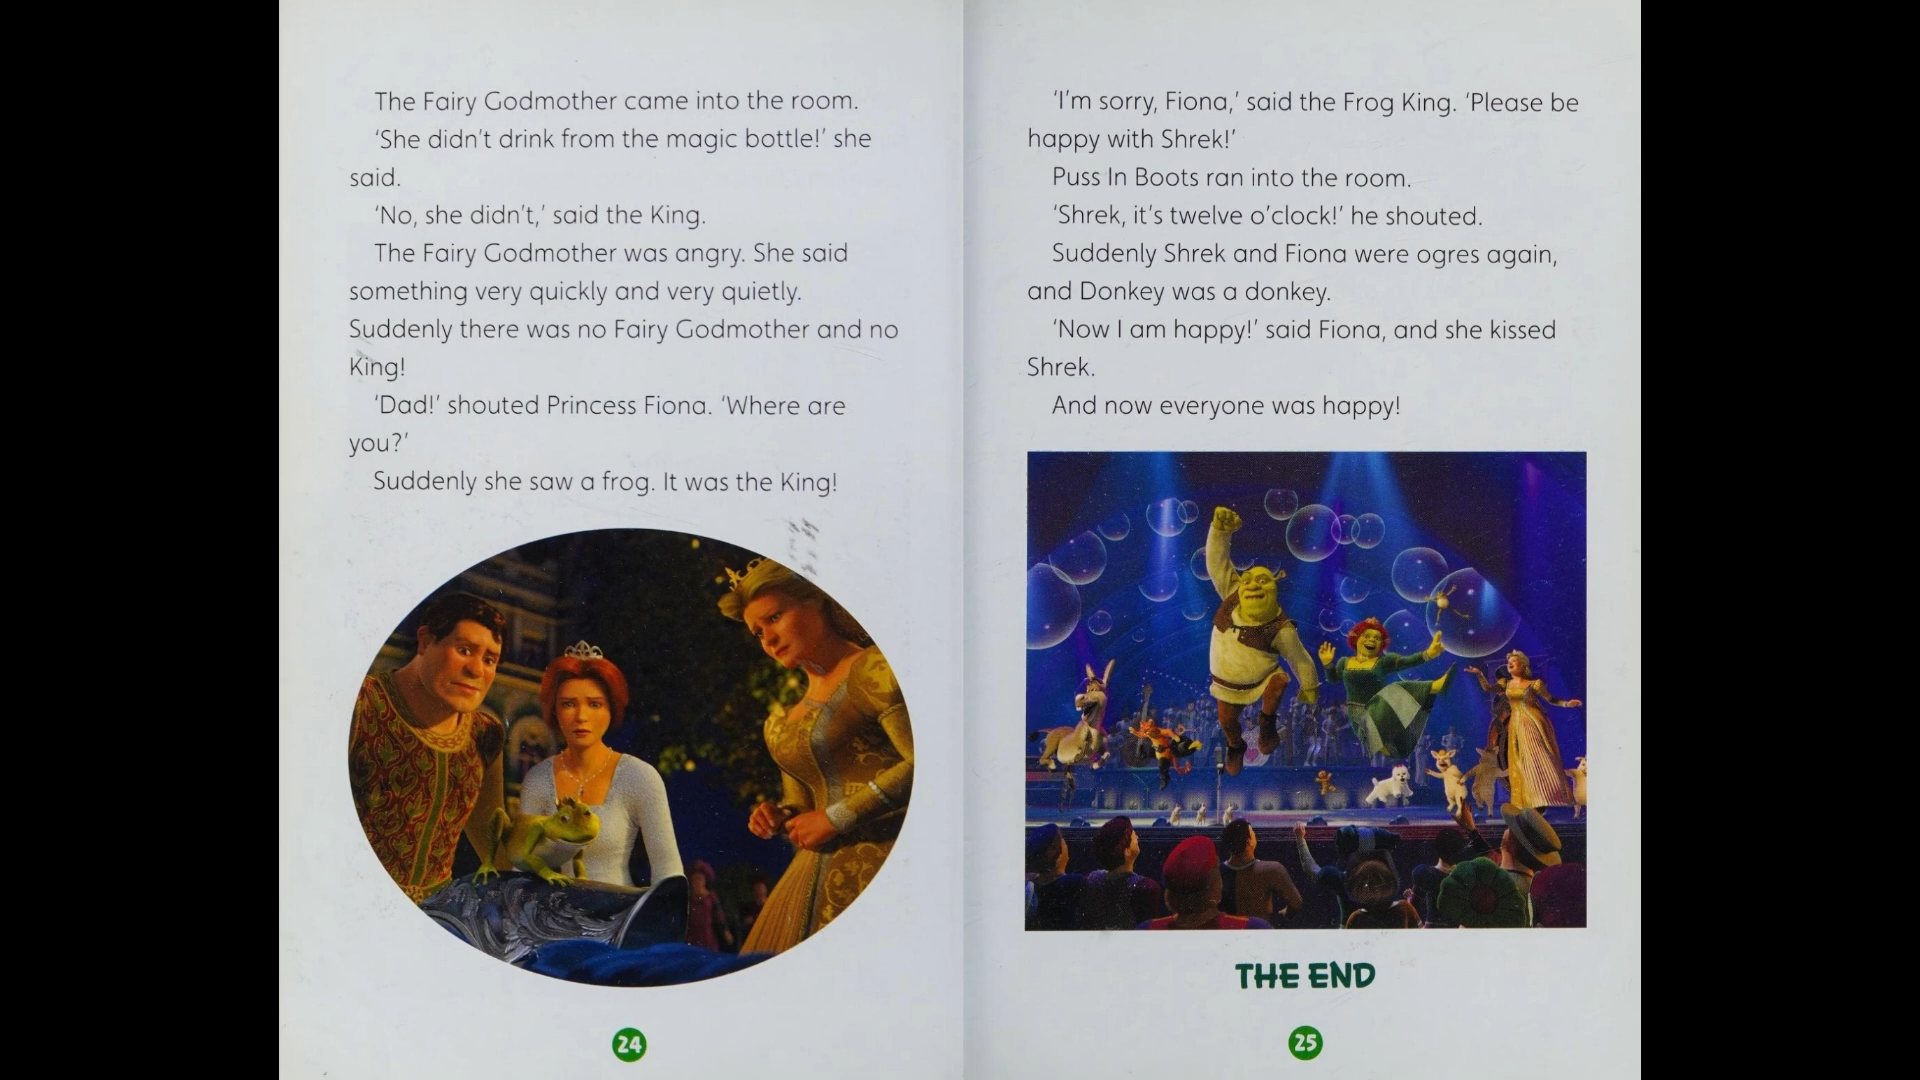 The Fairy Godmother came into the room.
‘She didn’t drink from the magic bottle!’ she
said.
‘No, she didn’t,’ said the King.
The Fairy Godmother was angry. She said
something very quickly and very quietly.
Suddenly there was no Fairy Godmother and no
King!
‘Dad!’ shouted Princess Fiona. ‘Where are
you?’
Suddenly she saw a frog. It was the King!
24
‘I’m sorry, Fiona,’ said the Frog King. ‘Please be
happy with Shrek!’
Puss In Boots ran into the room.
‘Shrek, it’s twelve o’clock!’ he shouted.
Suddenly Shrek and Fiona were ogres again,
and Donkey was a donkey.
‘Now I am happy!’ said Fiona, and she kissed
Shrek.
And now everyone was happy!
THE END
25